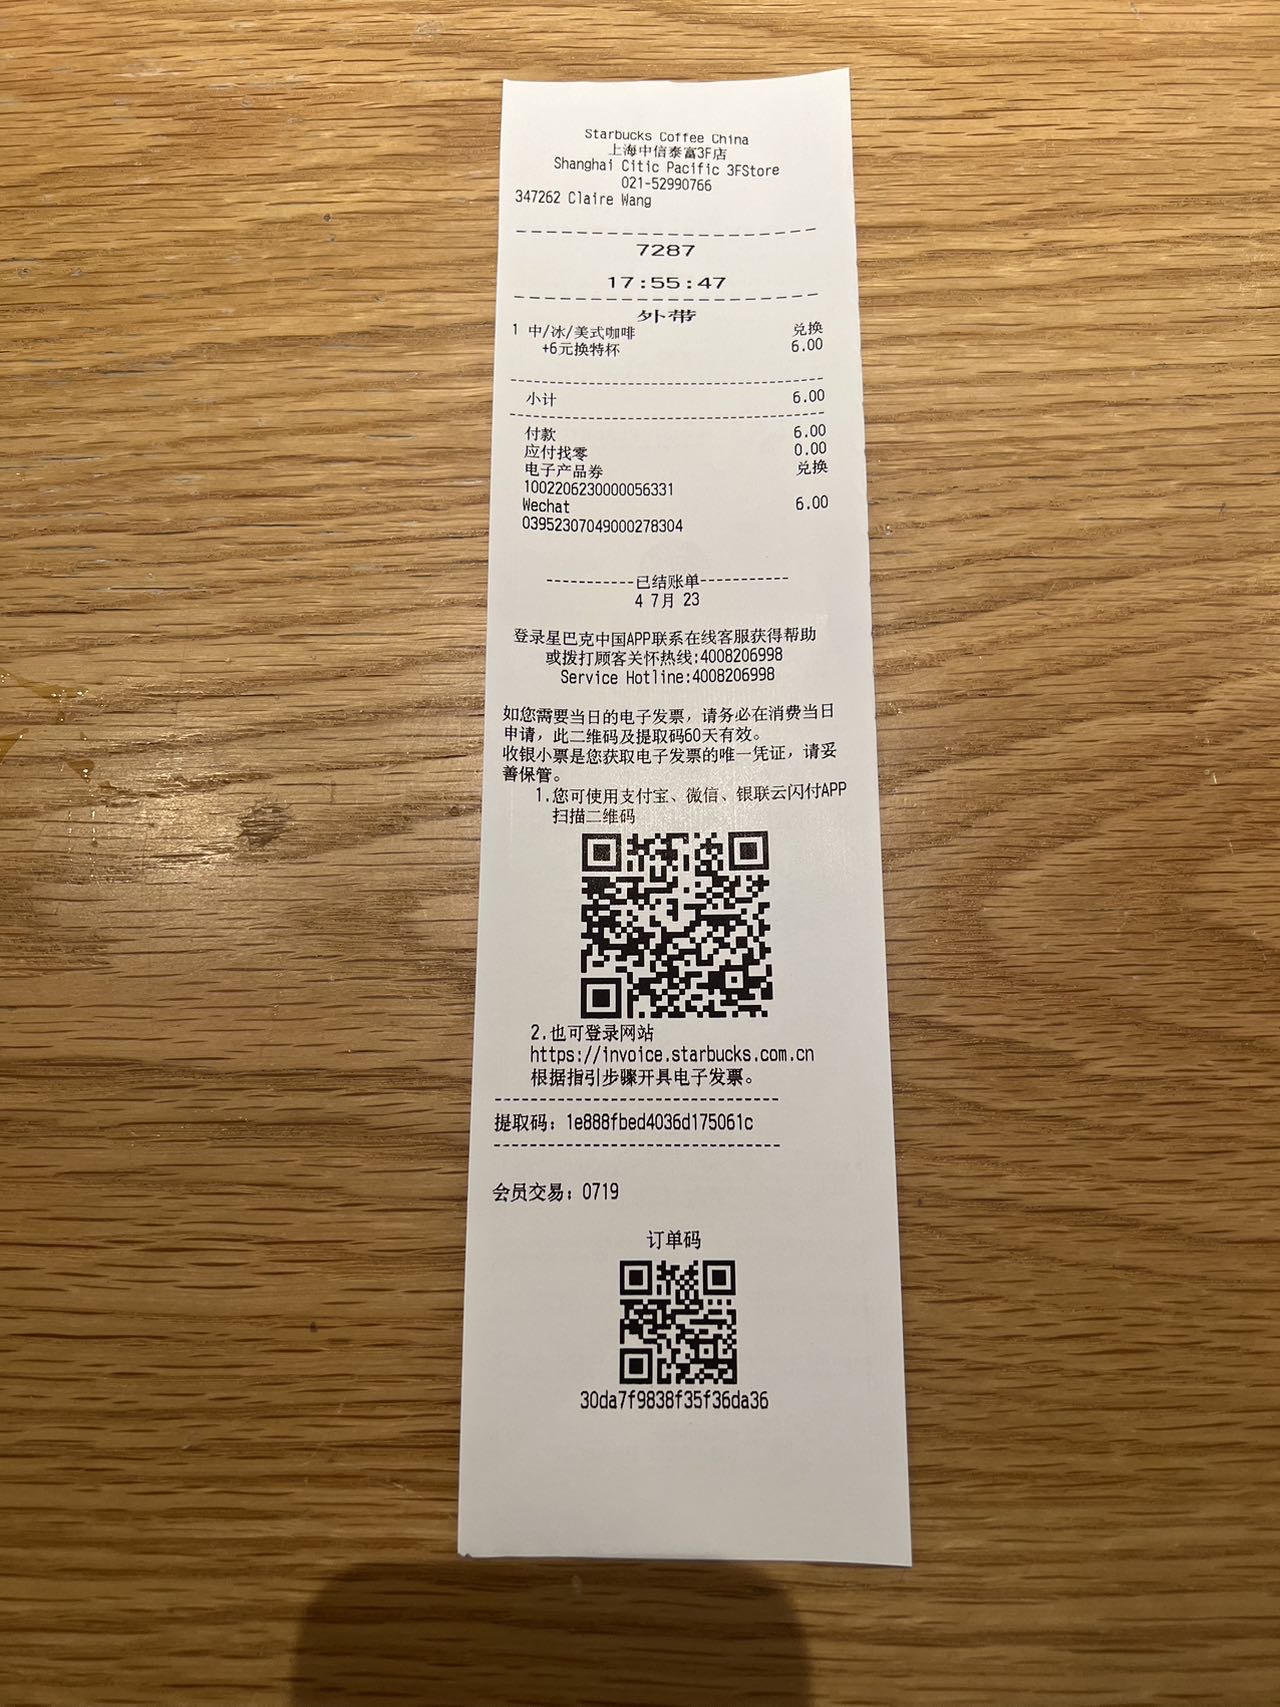 Starbucks Coffee China
上海中信泰富3F店
Shanghai Citic Pacific 3FStore
021-52990766
347262 Claire Wang
7287
17:55:47
外带
1 中/冰/美式咖啡 兑换
+6元换特杯 6.00
小计 6.00
付款 6.00
应付找零 0.00
电子产品券 兑换
1002206230000056331
Wechat 6.00
03952307049000278304
-----------已结账单-----------
4 7月 23
登录星巴克中国APP联系在线客服获得帮助
或拨打顾客关怀热线:4008206998
Service Hotline:4008206998
如您需要当日的电子发票，请务必在消费当日
申请，此二维码及提取码60天有效。
收银小票是您获取电子发票的唯一凭证，请妥
善保管。
1.您可使用支付宝、微信、银联云闪付APP
扫描二维码
2.也可登录网站
https://invoice.starbucks.com.cn
根据指引步骤开具电子发票。
提取码：1e888fbed4036d175061c
会员交易：0719
订单码
30da7f9838f35f36da36